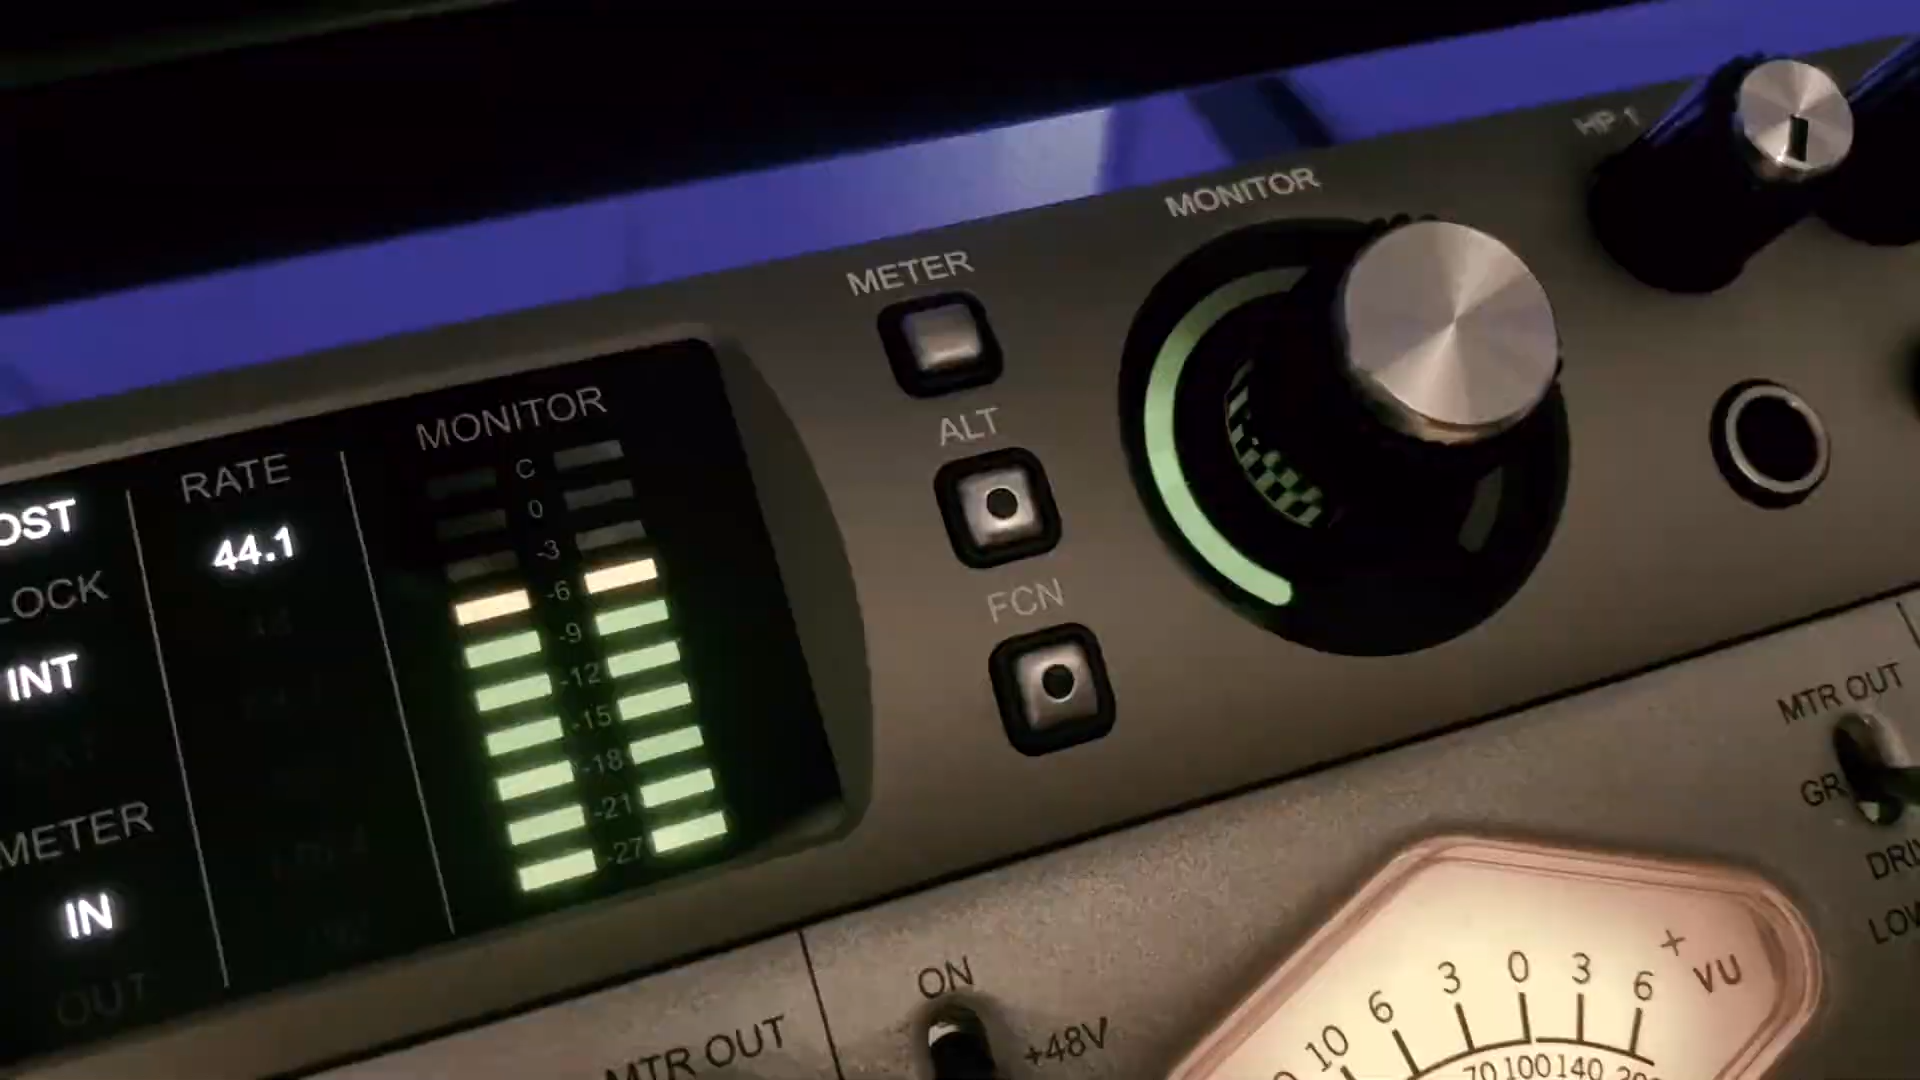 HP 1
MONITOR
METER
MONITOR
ALT
RATE
C
OST
0
44.1
-3
LOCK
-6
FCN
-9
INT
-12
-15
MTR OUT
-18
GR
METER
-21
-27
IN
LOW
ON
OUT
+ VU
10 6 3 0 3 6
+48V
MTR OUT
70 100 140